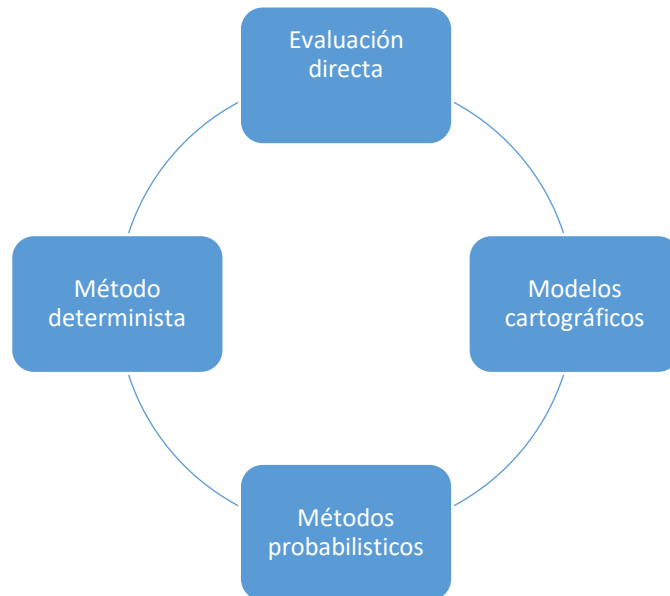 Evaluación
directa
Método
determinista
Modelos
cartográficos
Métodos
probabilisticos